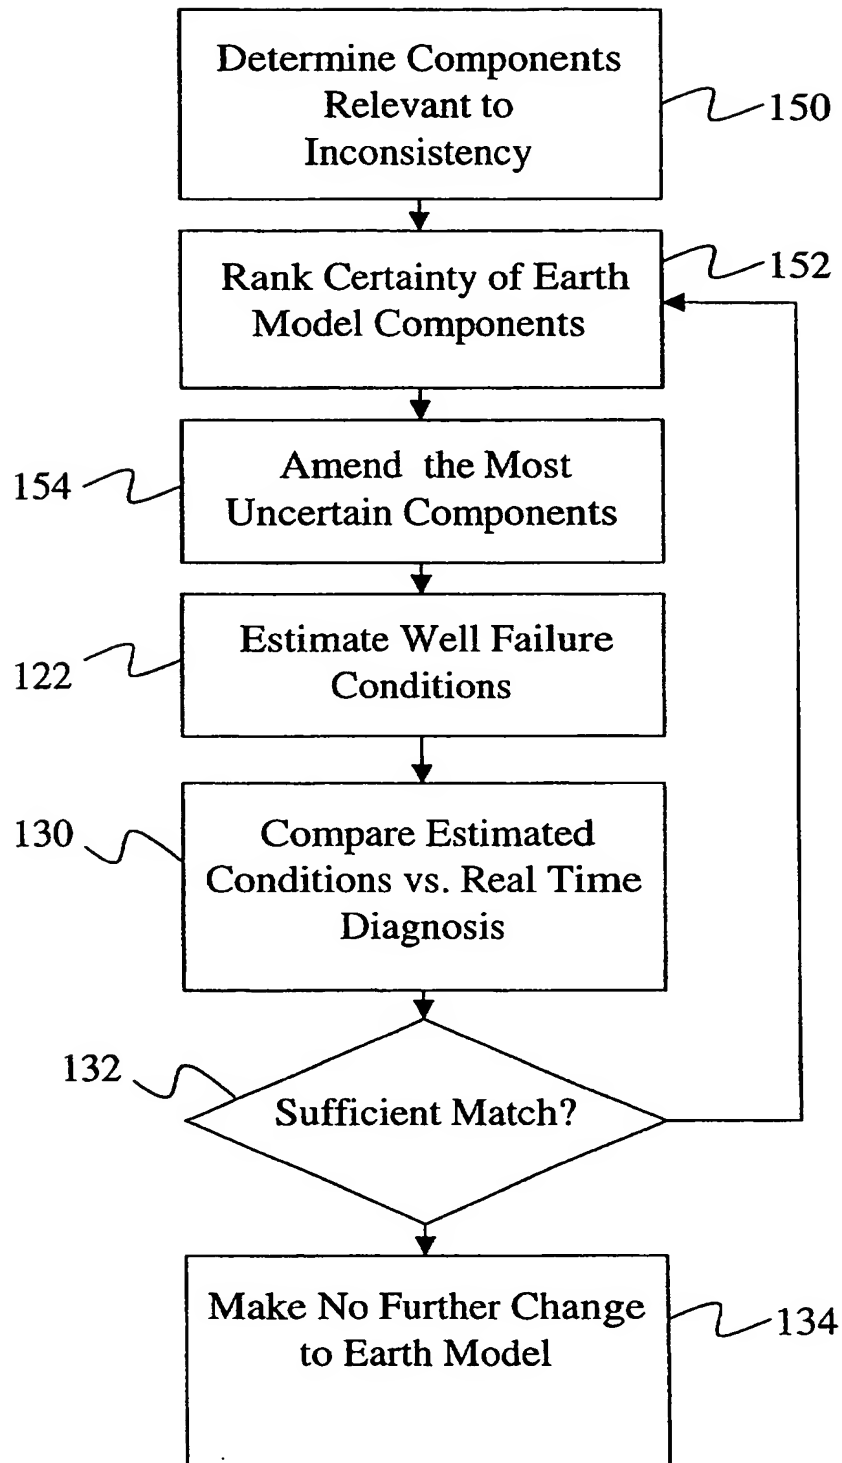 Determine Components
Relevant to
Inconsistency
150
Rank Certainty of Earth
Model Components
152
154
Amend the Most
Uncertain Components
122
Estimate Well Failure
Conditions
130
Compare Estimated
Conditions vs. Real Time
Diagnosis
132
Sufficient Match?
Make No Further Change
to Earth Model
134